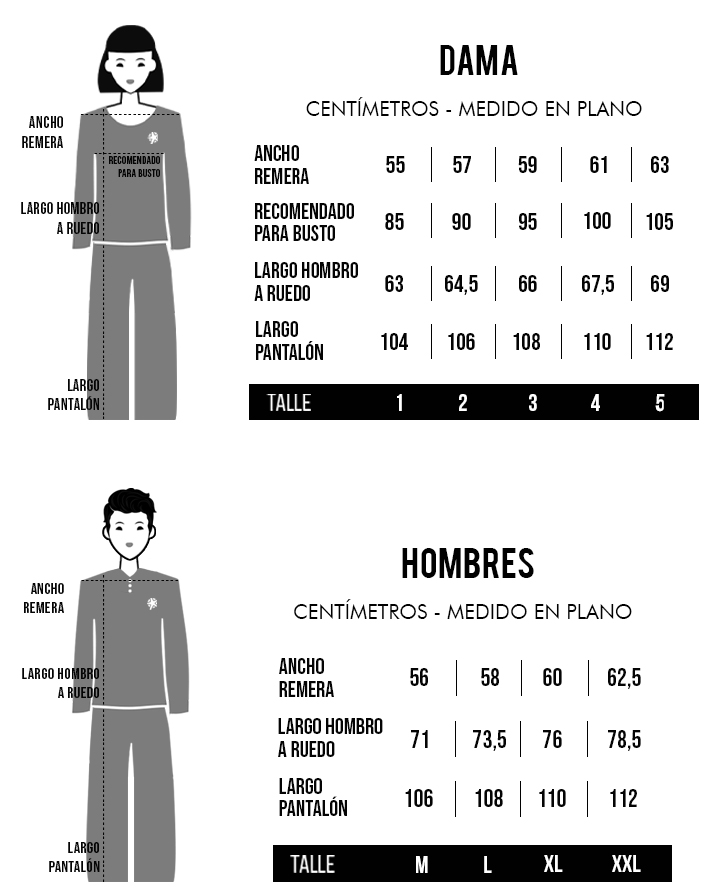 DAMA
CENTÍMETROS - MEDIDO EN PLANO
ANCHO
REMERA
RECOMENDADO
PARA BUSTO
LARGO HOMBRO
A RUEDO
LARGO
PANTALÓN
ANCHO
REMERA
55 57 59 61 63
RECOMENDADO
PARA BUSTO
85 90 95 100 105
LARGO HOMBRO
A RUEDO
63 64,5 66 67,5 69
LARGO
PANTALÓN
104 106 108 110 112
TALLE 1 2 3 4 5
HOMBRES
CENTÍMETROS - MEDIDO EN PLANO
ANCHO
REMERA
LARGO HOMBRO
A RUEDO
LARGO
PANTALÓN
ANCHO
REMERA
56 58 60 62,5
LARGO HOMBRO
A RUEDO
71 73,5 76 78,5
LARGO
PANTALÓN
106 108 110 112
TALLE M L XL XXL